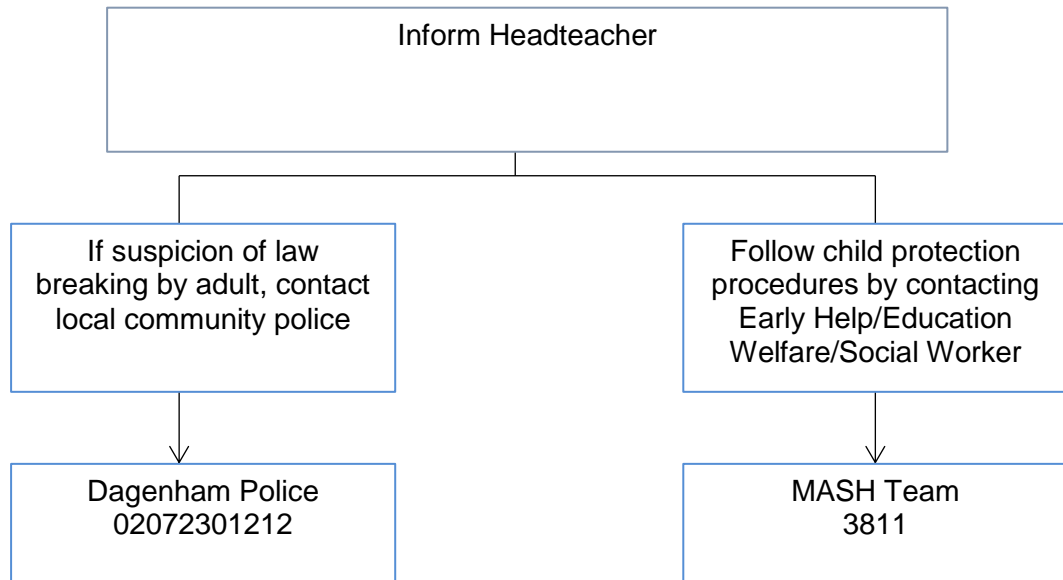 Inform Headteacher
If suspicion of law
breaking by adult, contact
local community police
Follow child protection
procedures by contacting
Early Help/Education
Welfare/Social Worker
Dagenham Police
02072301212
MASH Team
3811